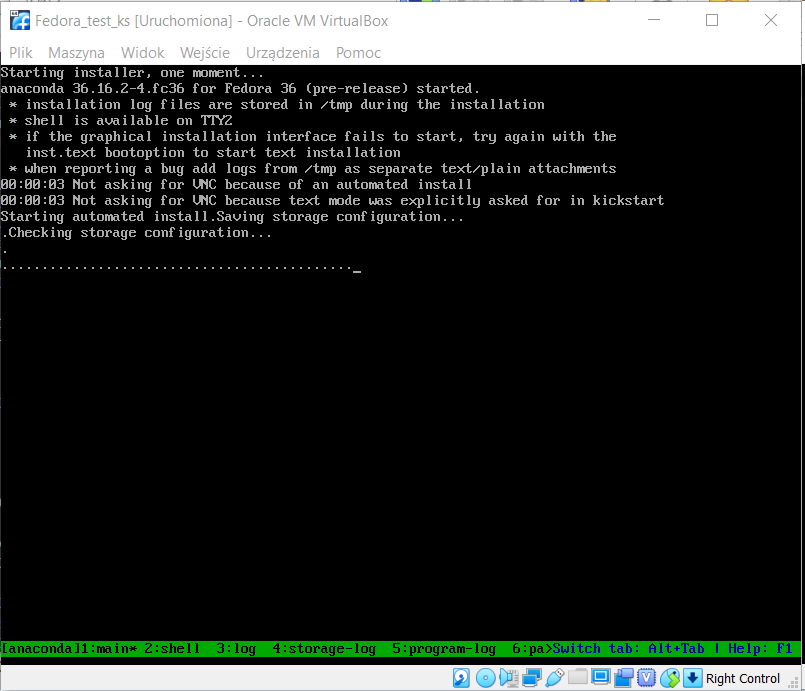 Fedora_test_ks [Uruchomiona] - Oracle VM VirtualBox
Plik Maszyna Widok Wejście Urządzenia Pomoc
Starting installer, one moment...
anaconda 36.16.2-4.fc36 for Fedora 36 (pre-release) started.
* installation log files are stored in /tmp during the installation
* shell is available on TTY2
* if the graphical installation interface fails to start, try again with the
inst.text bootoption to start text installation
* when reporting a bug add logs from /tmp as separate text/plain attachments
00:00:03 Not asking for VNC because of an automated install
00:00:03 Not asking for VNC because text mode was explicitly asked for in kickstart
Starting automated install.Saving storage configuration...
.Checking storage configuration...
.
............................................_
[anaconda]1:main* 2:shell  3:log  4:storage-log  5:program-log  6:pa>Switch tab: Alt+Tab | Help: F1
Right Control